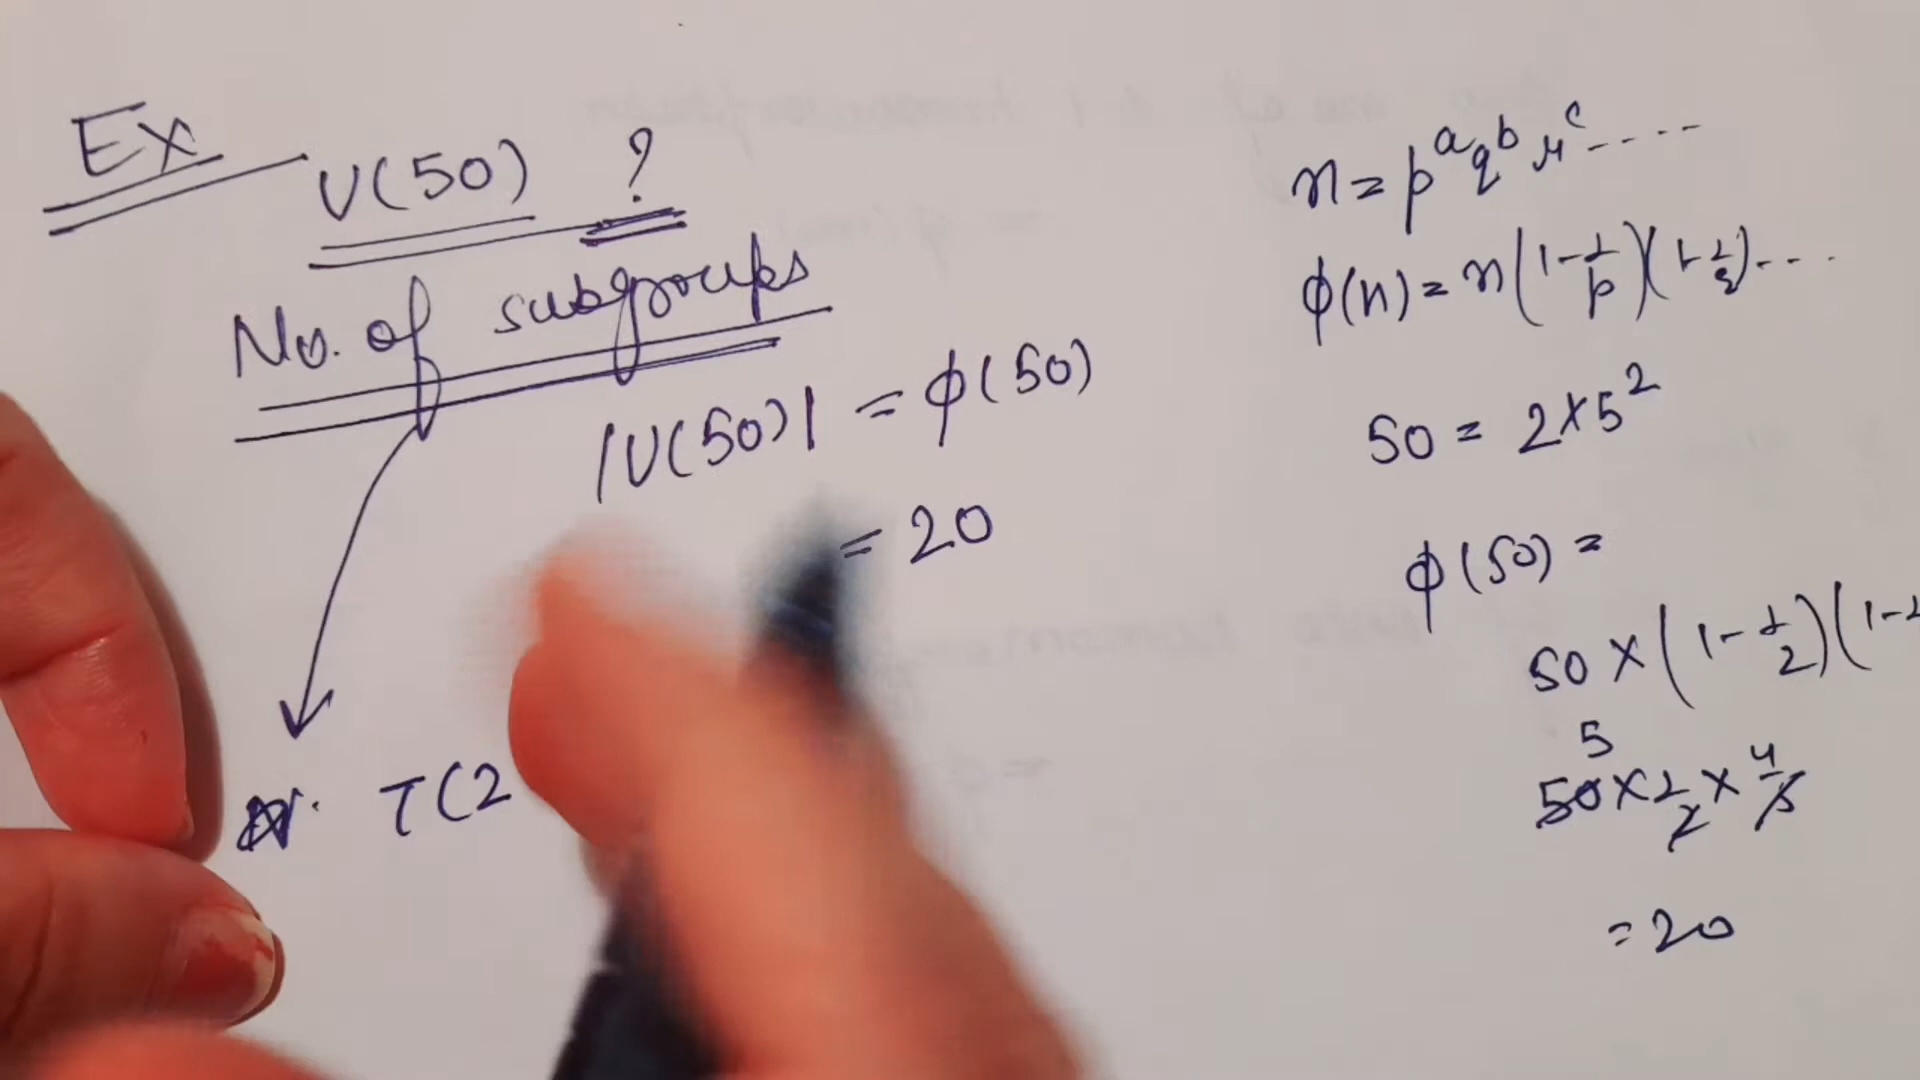 Ex
U(50) ?
No. of subgroups
|U(50)| = φ(50)
= 20
τ(2
n = p^a q^b r^c ----
φ(n) = n(1-1/p)(1-1/q)----
50 = 2×5^2
φ(50) =
50 × (1-1/2)(1-
5
50×1/2×4/5
= 20